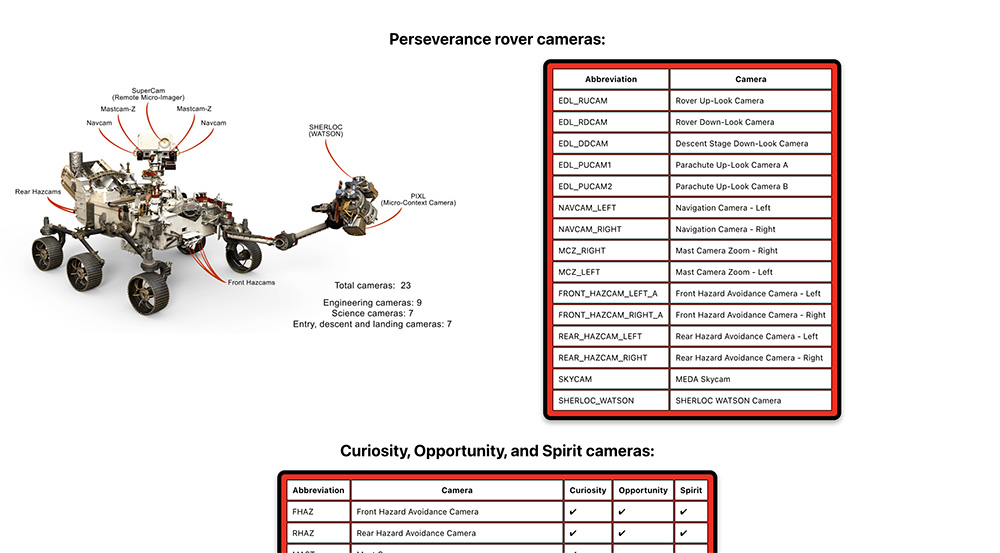 Perseverance rover cameras:
SuperCam
(Remote Micro-Imager)
Mastcam-Z
Mastcam-Z
Navcam
Navcam
SHERLOC
(WATSON)
Rear Hazcams
PIXL
(Micro-Context Camera)
Front Hazcams
Total cameras: 23
Engineering cameras: 9
Science cameras: 7
Entry, descent and landing cameras: 7
Abbreviation Camera
EDL_RUCAM Rover Up-Look Camera
EDL_RDCAM Rover Down-Look Camera
EDL_DDCAM Descent Stage Down-Look Camera
EDL_PUCAM1 Parachute Up-Look Camera A
EDL_PUCAM2 Parachute Up-Look Camera B
NAVCAM_LEFT Navigation Camera - Left
NAVCAM_RIGHT Navigation Camera - Right
MCZ_RIGHT Mast Camera Zoom - Right
MCZ_LEFT Mast Camera Zoom - Left
FRONT_HAZCAM_LEFT_A Front Hazard Avoidance Camera - Left
FRONT_HAZCAM_RIGHT_A Front Hazard Avoidance Camera - Right
REAR_HAZCAM_LEFT Rear Hazard Avoidance Camera - Left
REAR_HAZCAM_RIGHT Rear Hazard Avoidance Camera - Right
SKYCAM MEDA Skycam
SHERLOC_WATSON SHERLOC WATSON Camera
Curiosity, Opportunity, and Spirit cameras:
Abbreviation Camera Curiosity Opportunity Spirit
FHAZ Front Hazard Avoidance Camera ✔ ✔ ✔
RHAZ Rear Hazard Avoidance Camera ✔ ✔ ✔